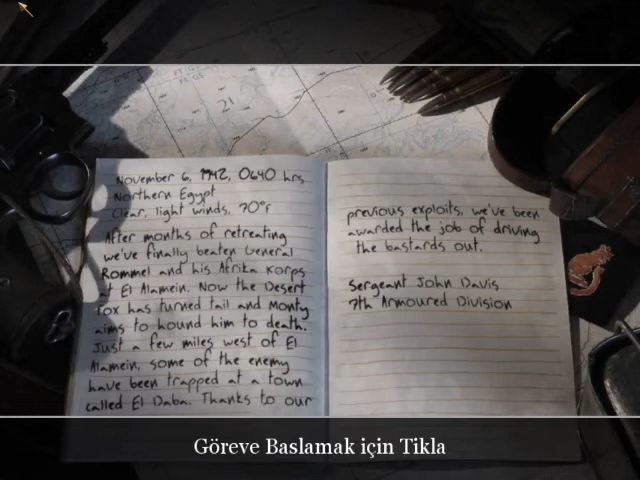 21
November 6, 1942, 0640 hrs
Northern Egypt
Clear, light winds, 70°F
After months of retreating
we've finally beaten General
Rommel and his Afrika Korps
at El Alamein. Now the Desert
Fox has turned tail and Monty
aims to hound him to death.
Just a few miles west of El
Alamein, some of the enemy
have been trapped at a town
called El Daba. Thanks to our
previous exploits, we've been
awarded the job of driving
the bastards out.
Sergeant John Davis
7th Armoured Division
Göreve Baslamak için Tikla